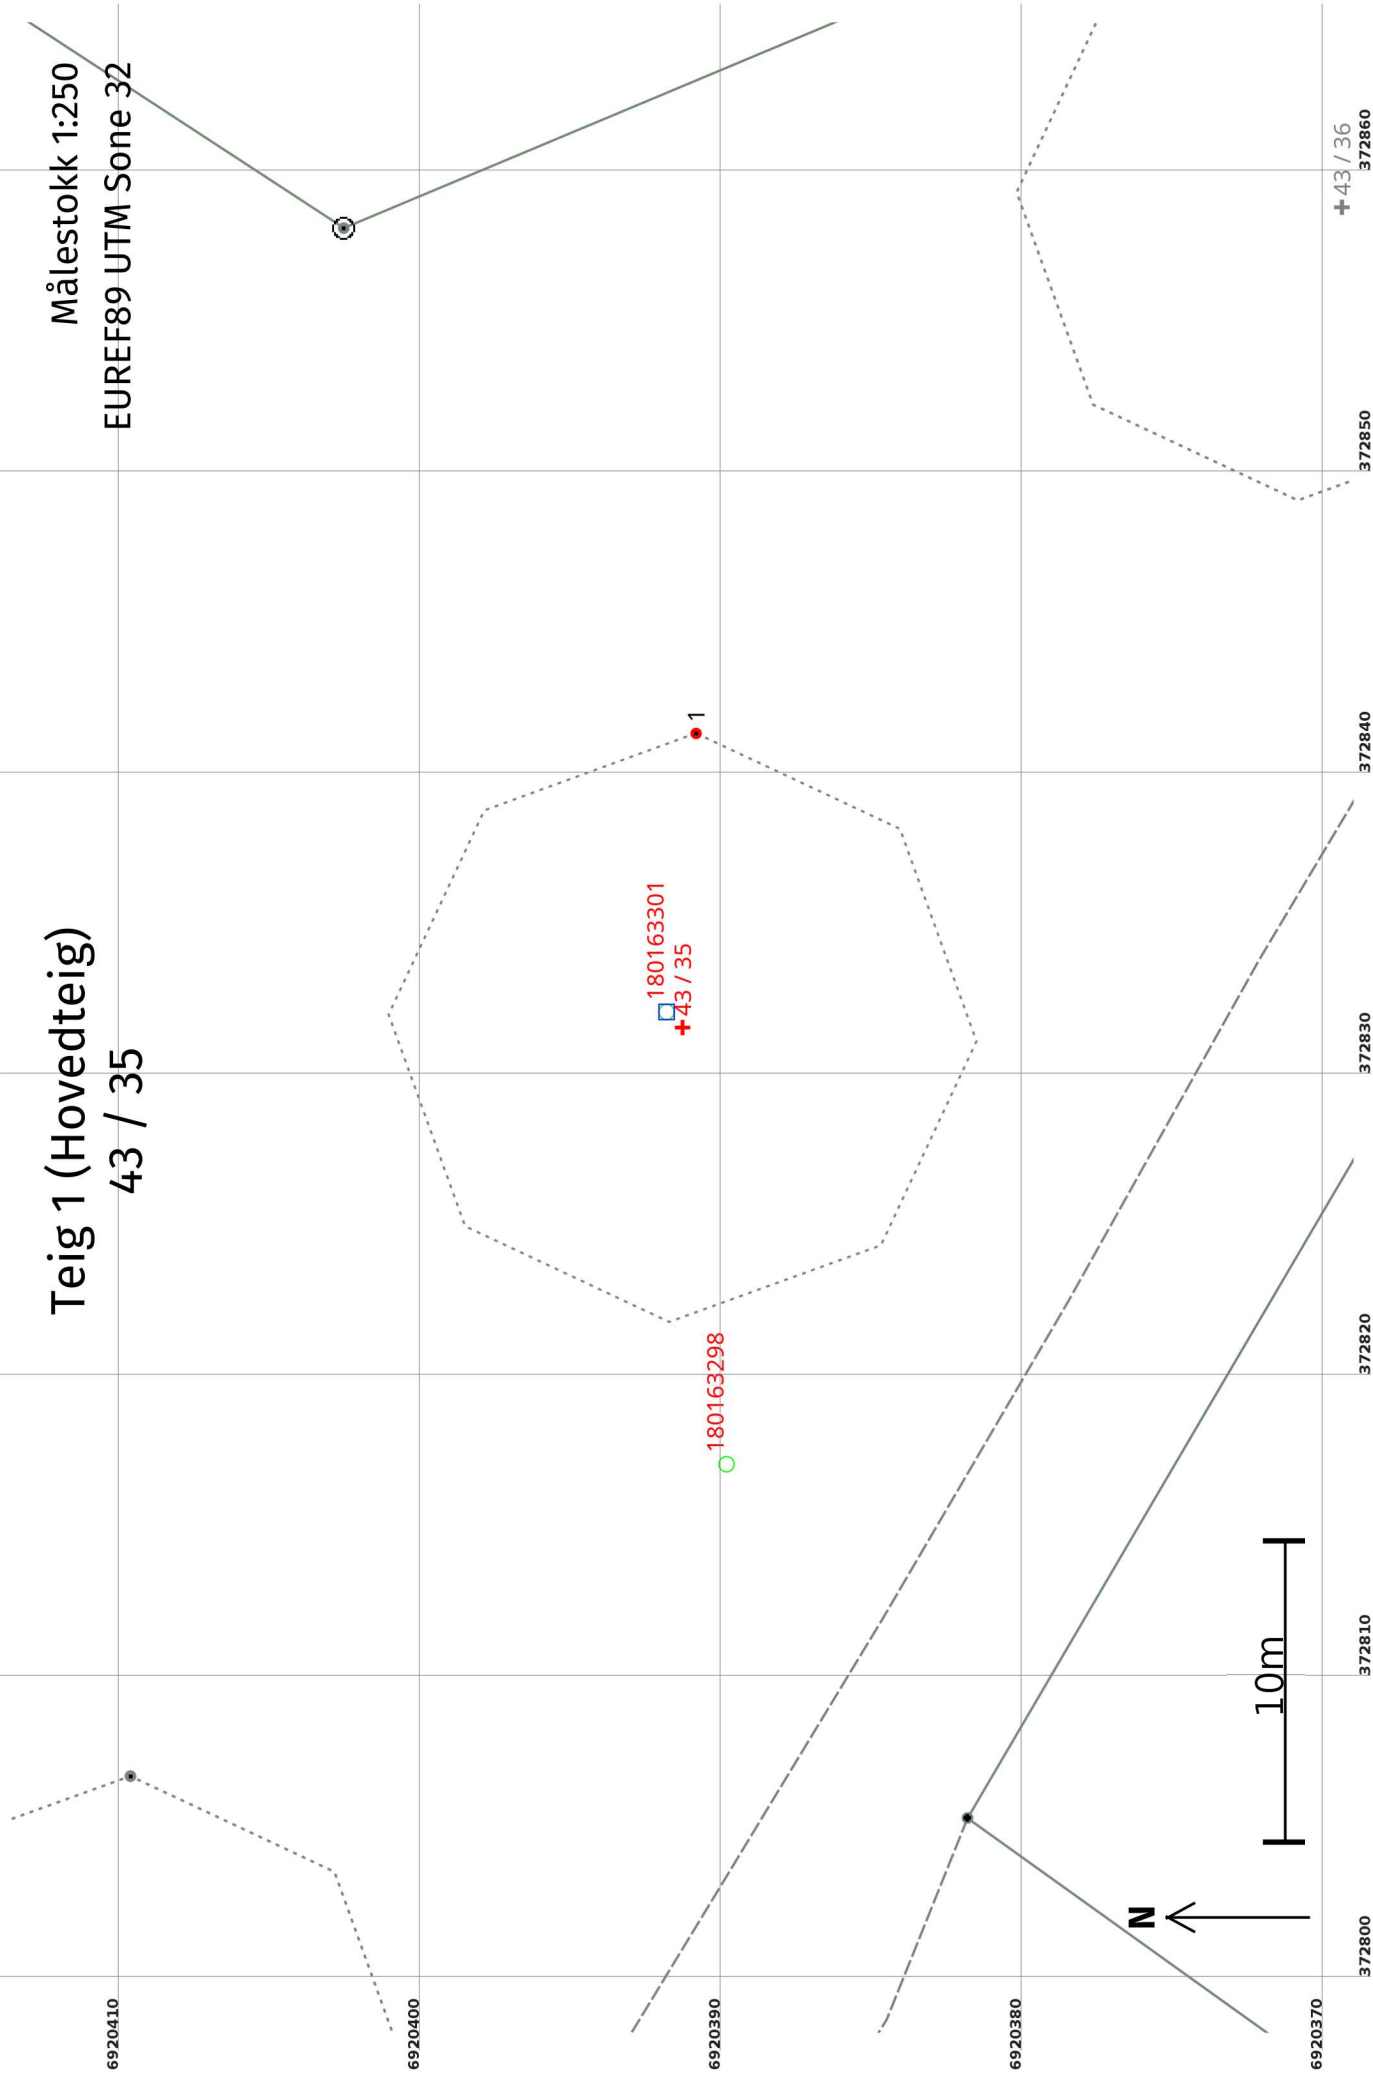 Teig 1 (Hovedteig)
43 / 35
Målestokk 1:250
EUREF89 UTM Sone 32
6920410
6920400
6920390
6920380
6920370
1
180163301
43 / 35
180163298
43 / 36
N
10m
372800
372810
372820
372830
372840
372850
372860